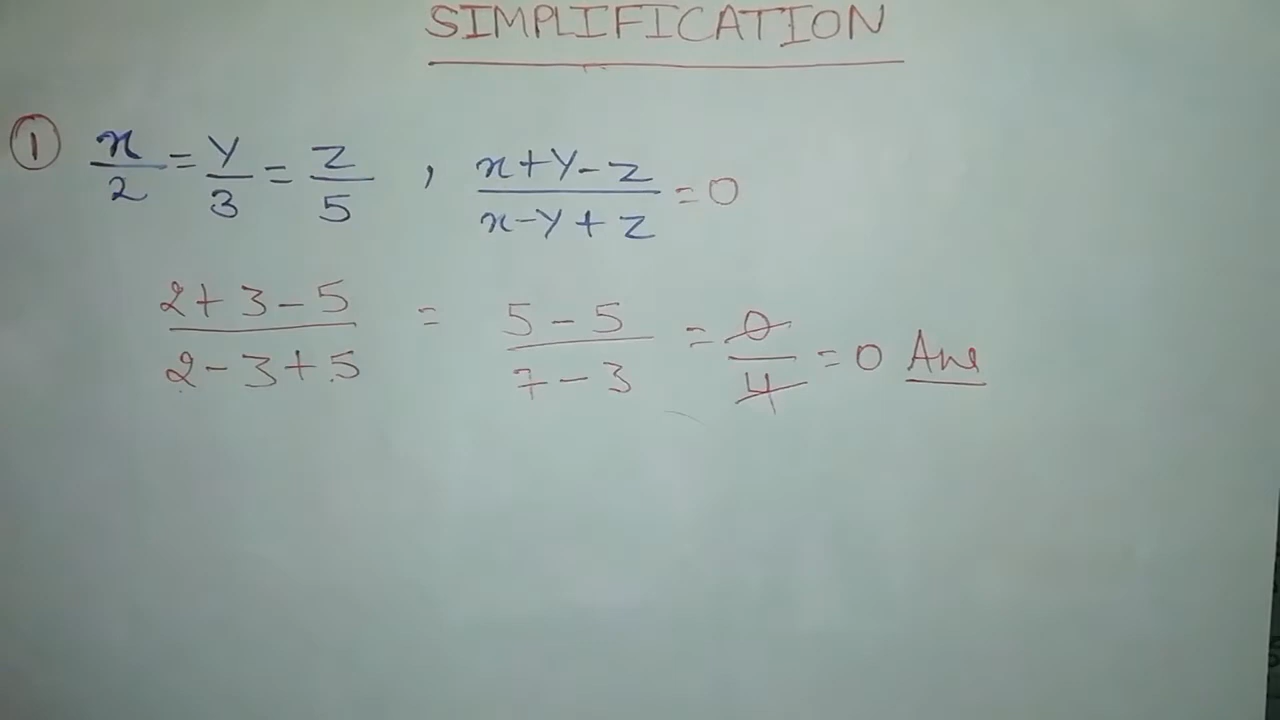 SIMPLIFICATION
① x/2 = y/3 = z/5 , x+y-z/x-y+z = 0
2+3-5/2-3+5 = 5-5/7-3 = 0/4 = 0 Ans